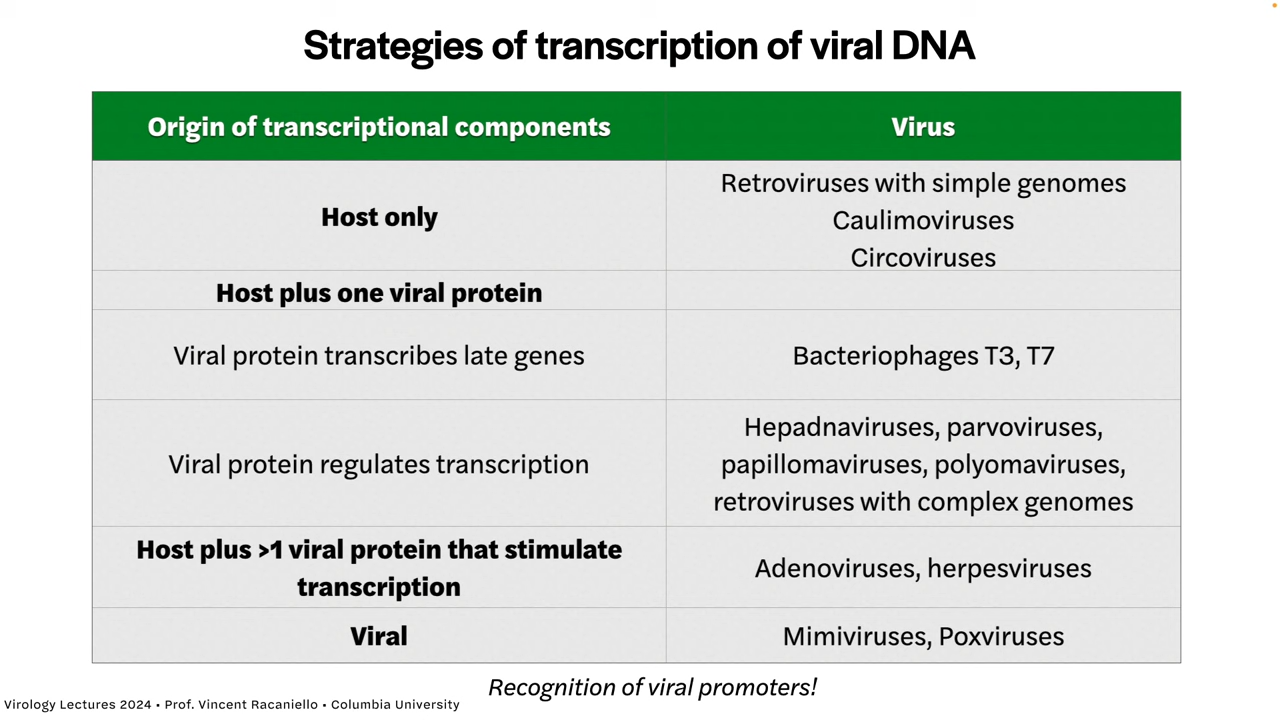 Strategies of transcription of viral DNA
Origin of transcriptional components
Virus
Host only
Retroviruses with simple genomes
Caulimoviruses
Circoviruses
Host plus one viral protein
Viral protein transcribes late genes
Bacteriophages T3, T7
Viral protein regulates transcription
Hepadnaviruses, parvoviruses,
papillomaviruses, polyomaviruses,
retroviruses with complex genomes
Host plus >1 viral protein that stimulate
transcription
Adenoviruses, herpesviruses
Viral
Mimiviruses, Poxviruses
Recognition of viral promoters!
Virology Lectures 2024 • Prof. Vincent Racaniello • Columbia University